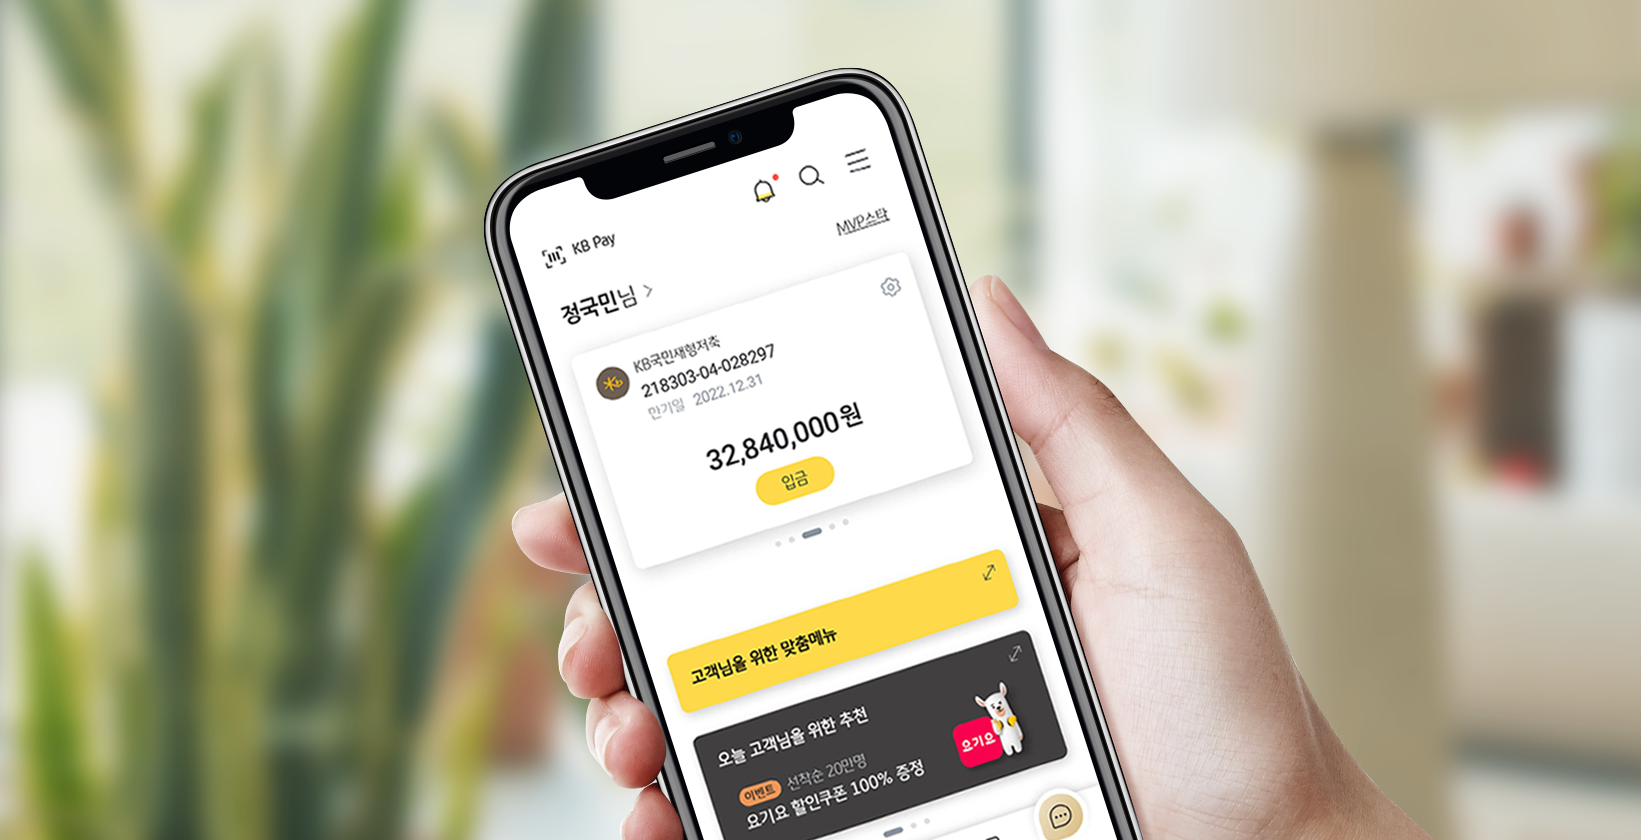 KB Pay
MVP스타
정국민님
KB국민재형저축
218303-04-028297
만기일 2022.12.31
32,840,000원
입금
고객님을 위한 맞춤메뉴
오늘 고객님을 위한 추천
이벤트 선착순 20만명
요기요 할인쿠폰 100% 증정
요기요